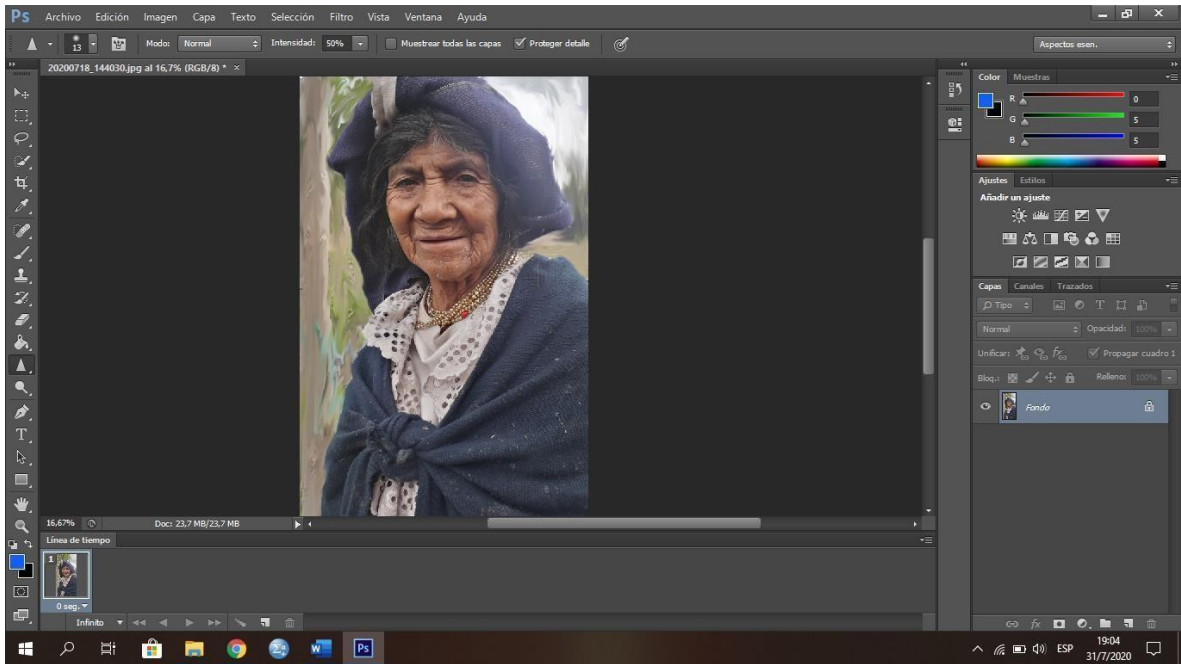 Ps Archivo Edición Imagen Capa Texto Selección Filtro Vista Ventana Ayuda
13 Modo: Normal Intensidad: 50% Muestrear todas las capas Proteger detalle Aspectos esen.
20200718_144030.jpg al 16,7% (RGB/8) * ×
Color Muestras
R 0
G 5
B 5
Ajustes Estilos
Añadir un ajuste
Capas Canales Trazados
Tipo
Normal Opacidad: 100%
Unificar: Propagar cuadro 1
Bloq.: Relleno: 100%
Fondo
16,67% Doc: 23,7 MB/23,7 MB
Línea de tiempo
1
0 seg.
Infinito
Ps ESP 19:04
31/7/2020